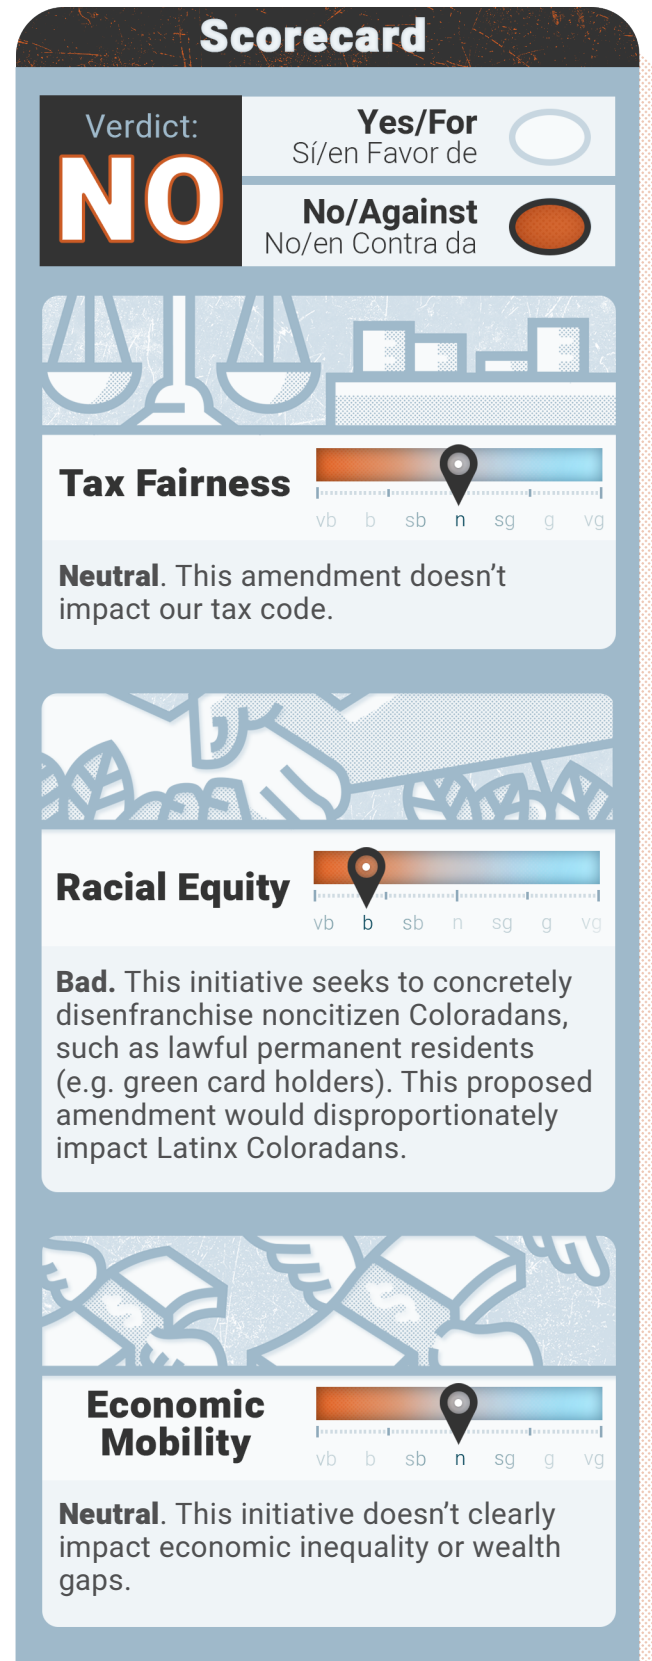 Scorecard
Verdict:
NO
Yes/For
Sí/en Favor de
No/Against
No/en Contra da
Tax Fairness
vb b sb n sg g vg
Neutral. This amendment doesn't
impact our tax code.
Racial Equity
vb b sb n sg g vg
Bad. This initiative seeks to concretely
disenfranchise noncitizen Coloradans,
such as lawful permanent residents
(e.g. green card holders). This proposed
amendment would disproportionately
impact Latinx Coloradans.
$
$
Economic
Mobility
vb b sb n sg g vg
Neutral. This initiative doesn't clearly
impact economic inequality or wealth
gaps.